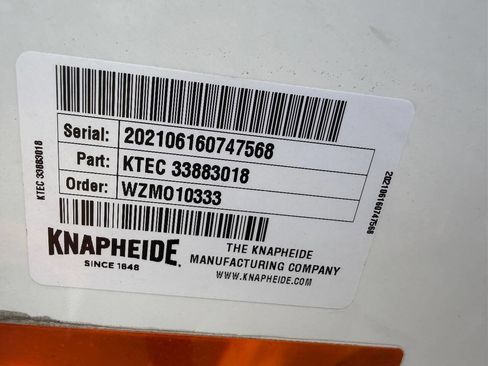 Serial: 202106160747568
Part: KTEC 33883018
Order: WZMO10333
KTEC 33883018
202106160747568
KNAPHEIDE
SINCE 1848
THE KNAPHEIDE
MANUFACTURING COMPANY
WWW.KNAPHEIDE.COM